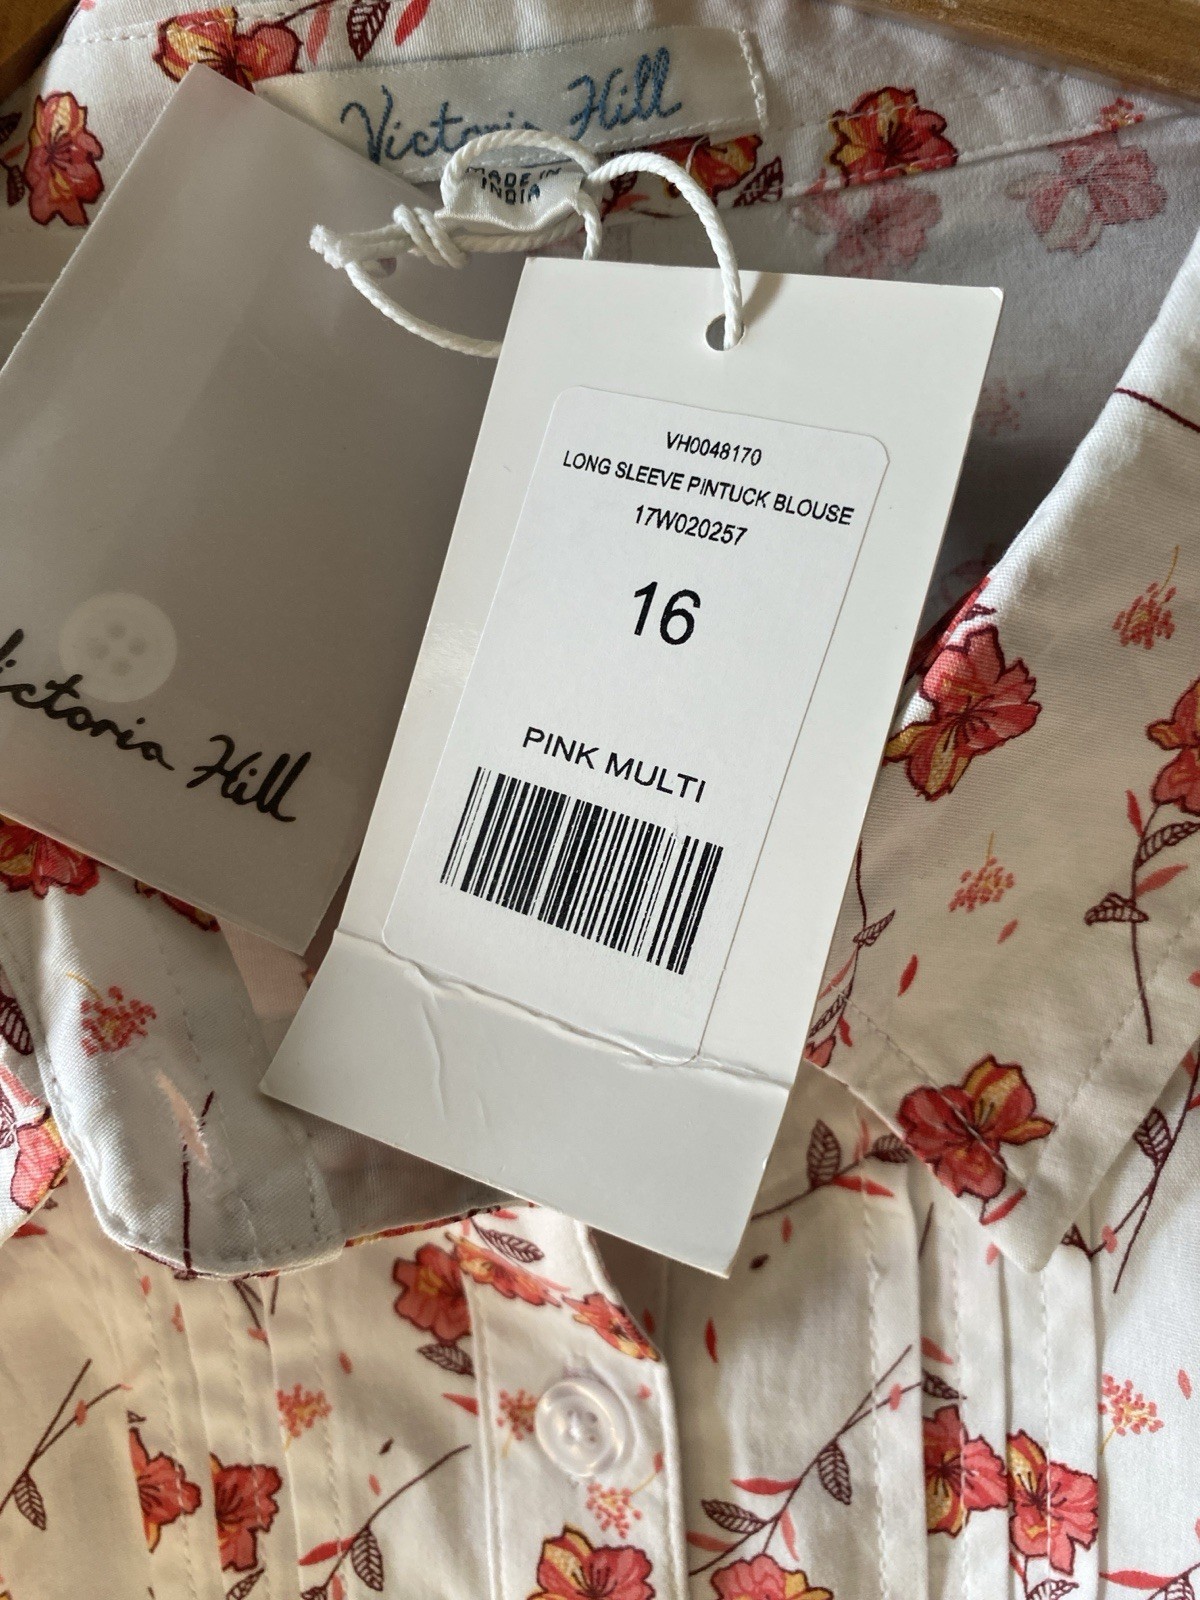 Victoria Hill
MADE IN
INDIA
VH0048170
LONG SLEEVE PINTUCK BLOUSE
17W020257
16
PINK MULTI
Victoria Hill